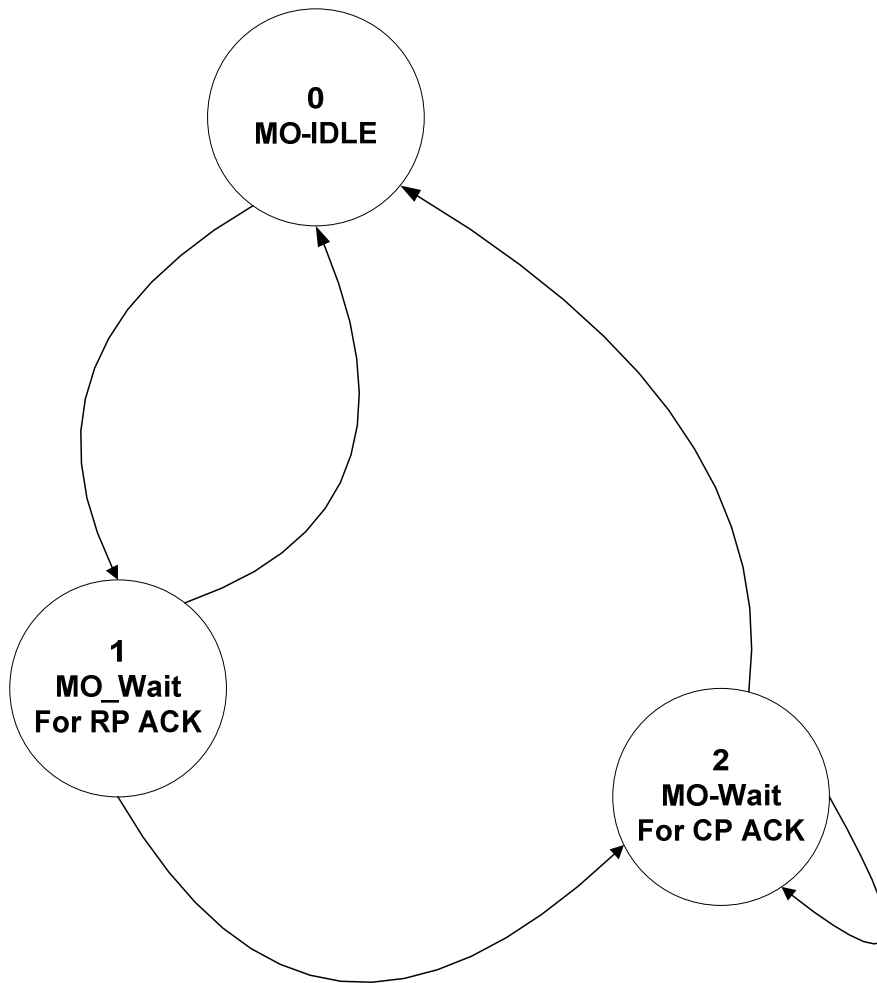 0
MO-IDLE
1
MO_Wait
For RP ACK
2
MO-Wait
For CP ACK